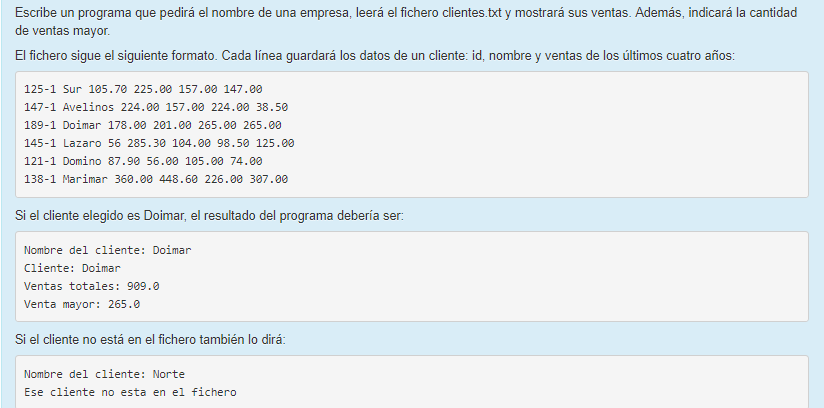 Escribe un programa que pedirá el nombre de una empresa, leerá el fichero clientes.txt y mostrará sus ventas. Además, indicará la cantidad
de ventas mayor.
El fichero sigue el siguiente formato. Cada línea guardará los datos de un cliente: id, nombre y ventas de los últimos cuatro años:
125-1 Sur 105.70 225.00 157.00 147.00
147-1 Avelinos 224.00 157.00 224.00 38.50
189-1 Doimar 178.00 201.00 265.00 265.00
145-1 Lazaro 56 285.30 104.00 98.50 125.00
121-1 Domino 87.90 56.00 105.00 74.00
138-1 Marimar 360.00 448.60 226.00 307.00
Si el cliente elegido es Doimar, el resultado del programa debería ser:
Nombre del cliente: Doimar
Cliente: Doimar
Ventas totales: 909.0
Venta mayor: 265.0
Si el cliente no está en el fichero también lo dirá:
Nombre del cliente: Norte
Ese cliente no esta en el fichero